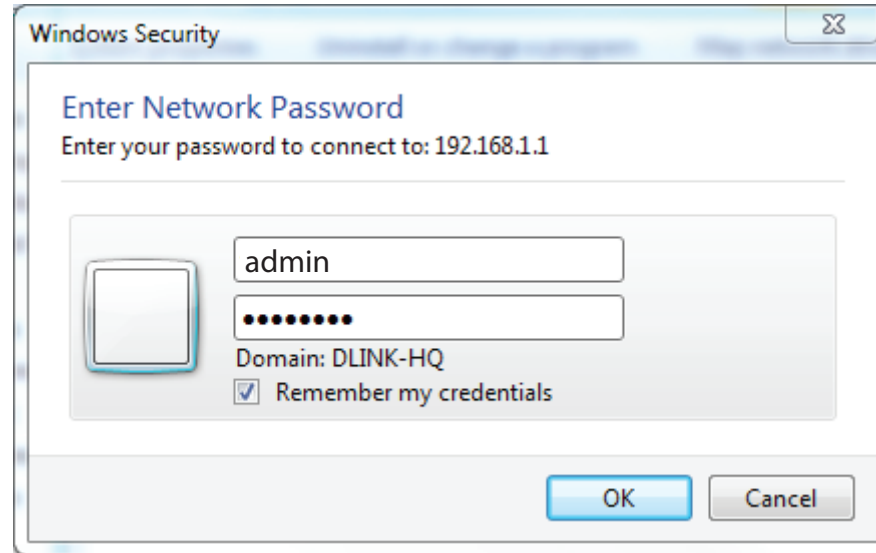 Windows Security
Enter Network Password
Enter your password to connect to: 192.168.1.1
admin
••••••••
Domain: DLINK-HQ
Remember my credentials
OK Cancel